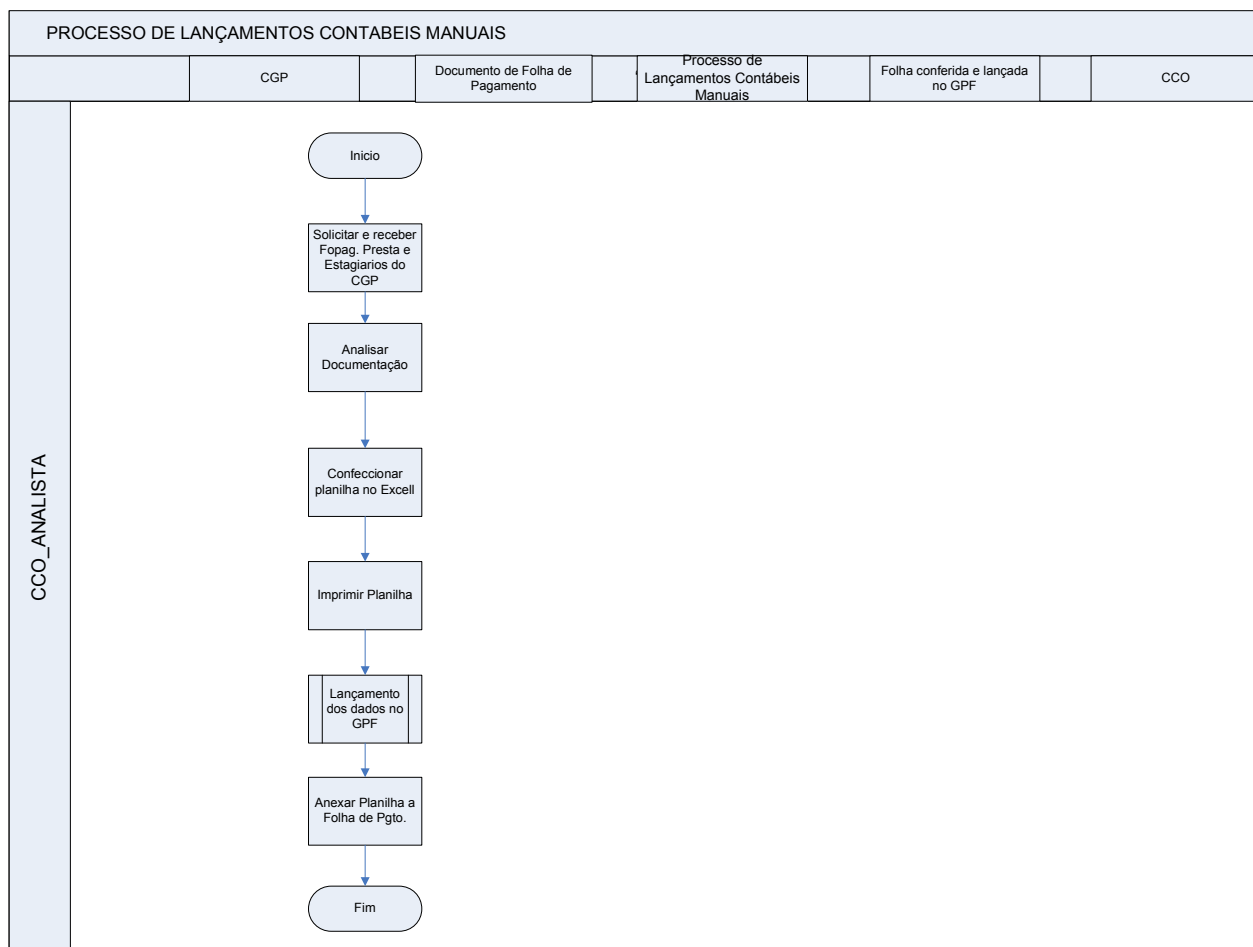 PROCESSO DE LANÇAMENTOS CONTABEIS MANUAIS
CGP
Documento de Folha de
Pagamento
Processo de
Lançamentos Contábeis
Manuais
Folha conferida e lançada
no GPF
CCO
CCO_ANALISTA
Inicio
Solicitar e receber
Fopag. Presta e
Estagiarios do
CGP
Analisar
Documentação
Confeccionar
planilha no Excell
Imprimir Planilha
Lançamento
dos dados no
GPF
Anexar Planilha a
Folha de Pgto.
Fim